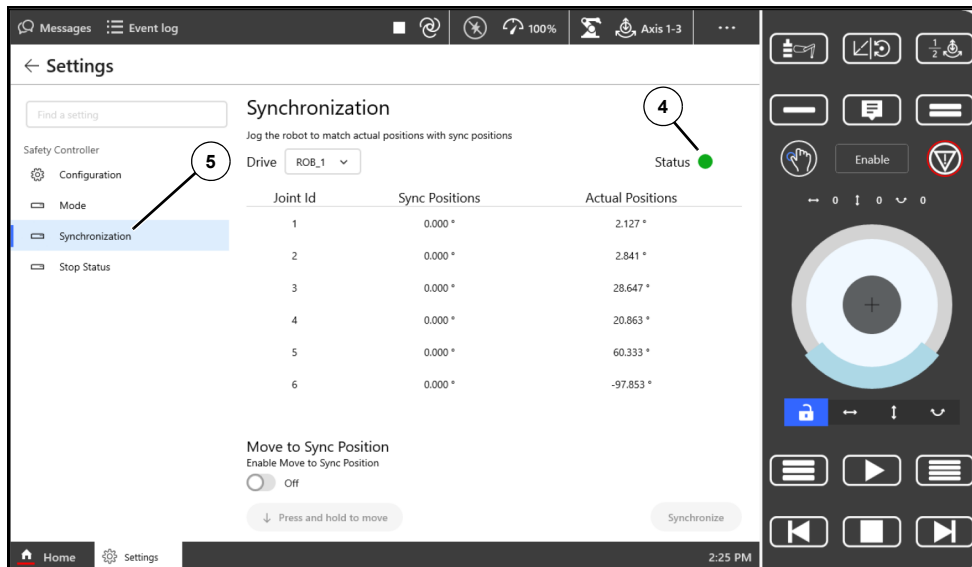 Messages Event log 100% Axis 1-3 ...
← Settings
Find a setting
Safety Controller
Configuration
Mode
Synchronization
Stop Status
5
Synchronization
4
Jog the robot to match actual positions with sync positions
Drive ROB_1 Status
Joint Id Sync Positions Actual Positions
1 0.000 ° 2.127 °
2 0.000 ° 2.841 °
3 0.000 ° 28.647 °
4 0.000 ° 20.863 °
5 0.000 ° 60.333 °
6 0.000 ° -97.853 °
Move to Sync Position
Enable Move to Sync Position
Off
↓ Press and hold to move Synchronize
Home Settings 2:25 PM
1/2
Enable
↔ 0 ↕ 0 0